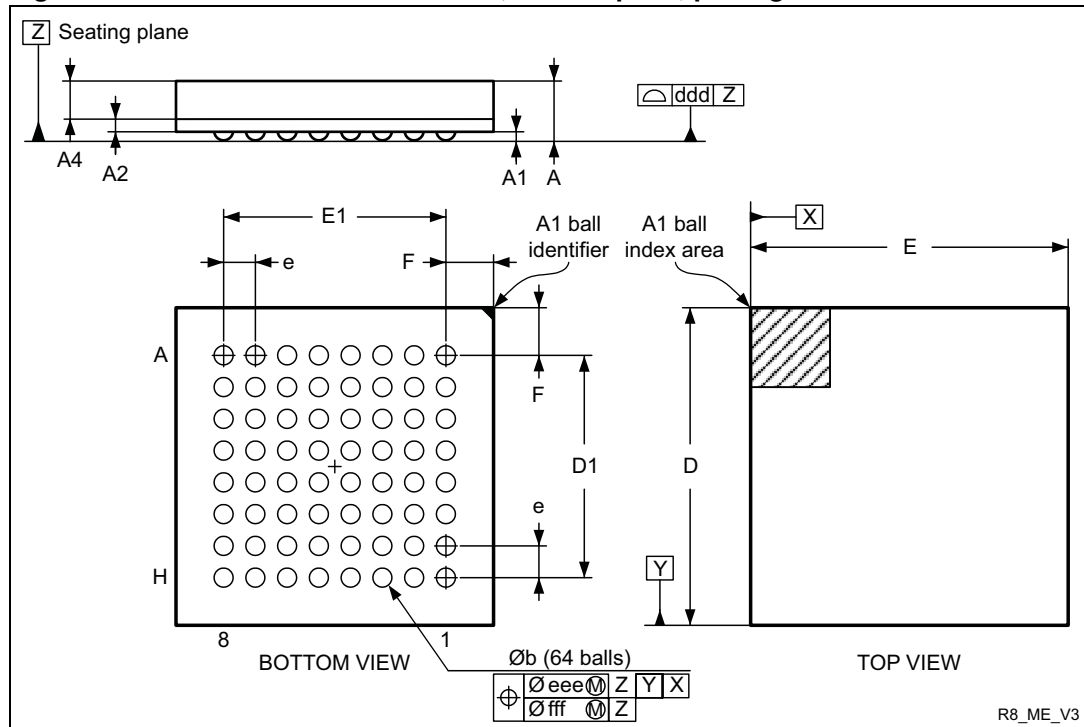 Z Seating plane
ddd Z
A4
A2
A1
A
E1
A1 ball identifier
A1 ball index area
X
e
F
E
A
F
D1
D
e
H
Y
8
1
BOTTOM VIEW
Øb (64 balls)
TOP VIEW
Ø eee M Z Y X
Ø fff M Z
R8_ME_V3